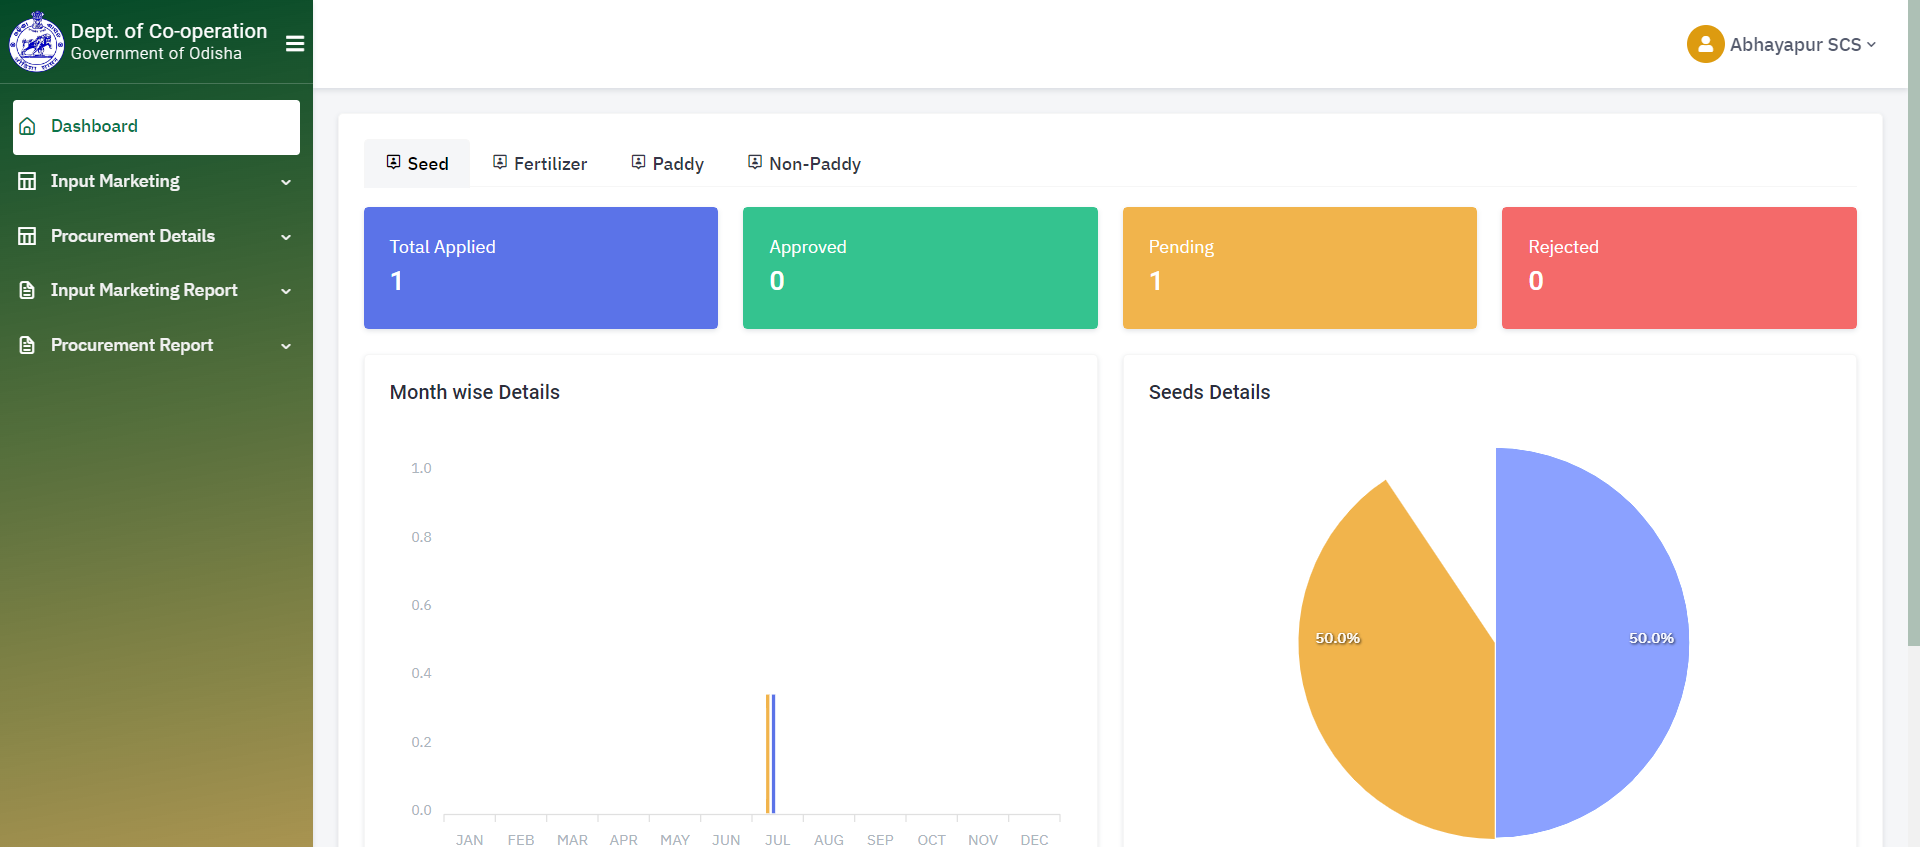 Dept. of Co-operation
Government of Odisha
Abhayapur SCS
Dashboard
Input Marketing
Procurement Details
Input Marketing Report
Procurement Report
Seed
Fertilizer
Paddy
Non-Paddy
Total Applied
1
Approved
0
Pending
1
Rejected
0
Month wise Details
1.0
0.8
0.6
0.4
0.2
0.0
JAN FEB MAR APR MAY JUN JUL AUG SEP OCT NOV DEC
Seeds Details
50.0%
50.0%